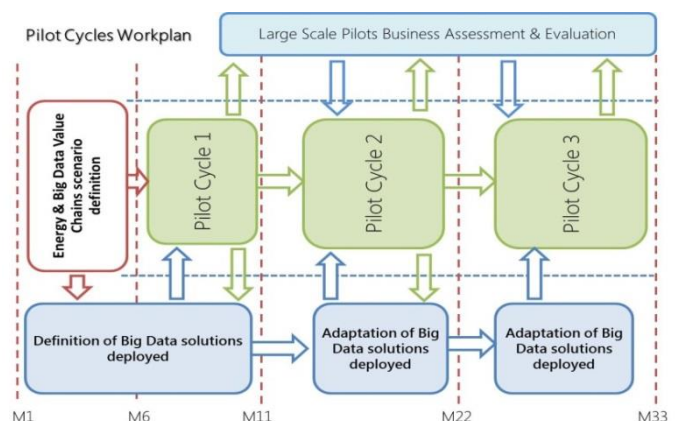 Pilot Cycles Workplan
Large Scale Pilots Business Assessment & Evaluation
Energy & Big Data Value
Chains scenario
definition
Pilot Cycle 1
Pilot Cycle 2
Pilot Cycle 3
Definition of Big Data solutions
deployed
Adaptation of Big
Data solutions
deployed
Adaptation of Big
Data solutions
deployed
M1
M6
M11
M22
M33